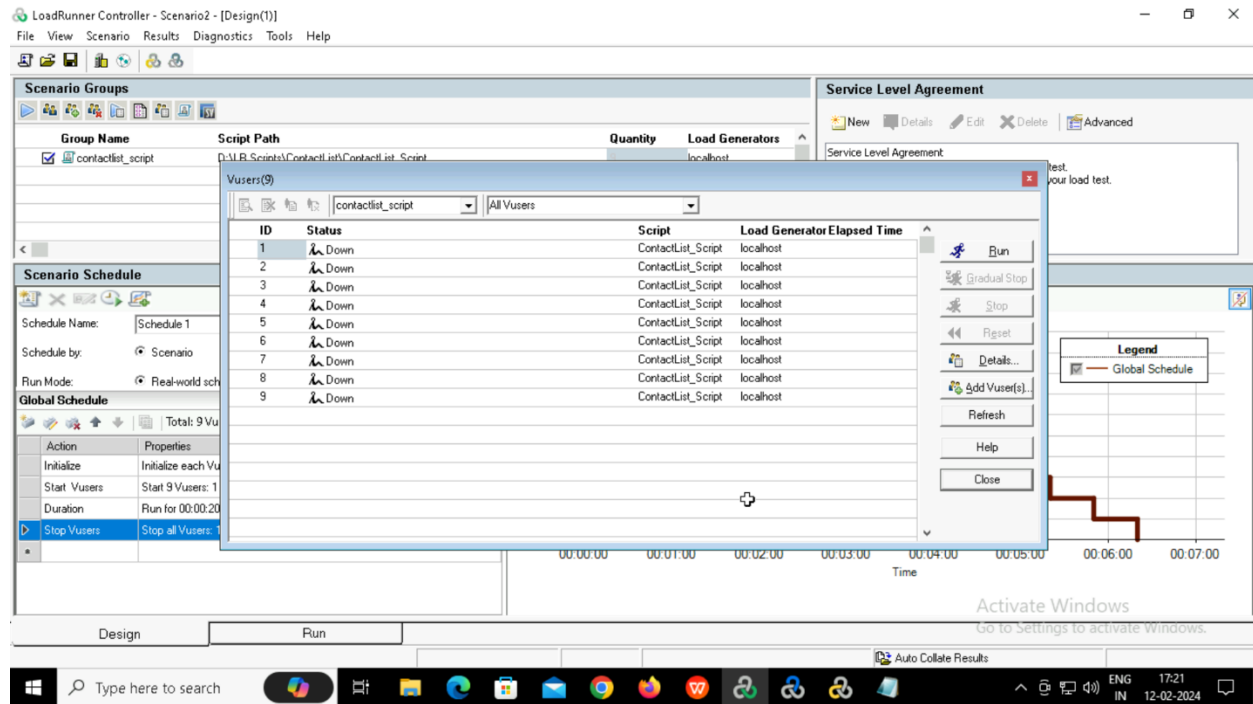 LoadRunner Controller - Scenario2 - [Design(1)]
File View Scenario Results Diagnostics Tools Help
Scenario Groups
Group Name Script Path Quantity Load Generators
contactlist_script D:\LR Scripts\ContactList\ContactList_Script localhost
Service Level Agreement
New Details Edit Delete Advanced
Service Level Agreement
test.
your load test.
Vusers(9)
contactlist_script All Vusers
ID Status Script Load Generator Elapsed Time
1 Down ContactList_Script localhost
2 Down ContactList_Script localhost
3 Down ContactList_Script localhost
4 Down ContactList_Script localhost
5 Down ContactList_Script localhost
6 Down ContactList_Script localhost
7 Down ContactList_Script localhost
8 Down ContactList_Script localhost
9 Down ContactList_Script localhost
Run
Gradual Stop
Stop
Reset
Details...
Add Vuser(s)...
Refresh
Help
Close
Scenario Schedule
Schedule Name: Schedule 1
Schedule by: Scenario
Run Mode: Real-world sch
Global Schedule
Total: 9 Vu
Action Properties
Initialize Initialize each Vu
Start Vusers Start 9 Vusers: 1
Duration Run for 00:00:20
Stop Vusers Stop all Vusers: 1
Legend
Global Schedule
00:00:00 00:01:00 00:02:00 00:03:00 00:04:00 00:05:00 00:06:00 00:07:00
Time
Activate Windows
Go to Settings to activate Windows.
Design Run
Auto Collate Results
Type here to search
ENG
IN
17:21
12-02-2024